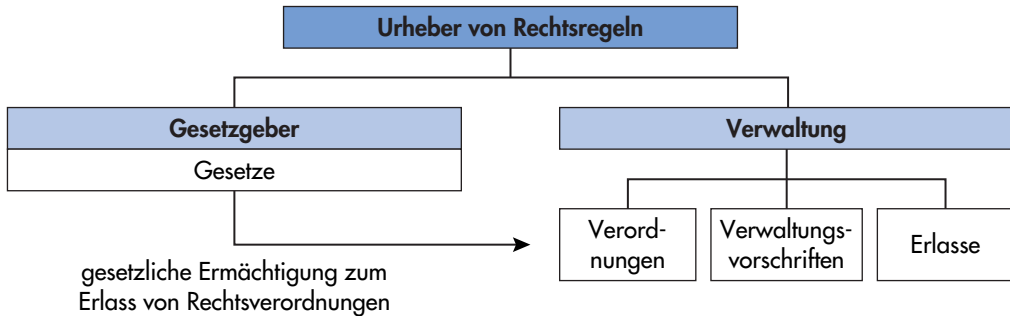 Urheber von Rechtsregeln
Gesetzgeber
Gesetze
Verwaltung
Verord-
nungen
Verwaltungs-
vorschriften
Erlasse
gesetzliche Ermächtigung zum
Erlass von Rechtsverordnungen